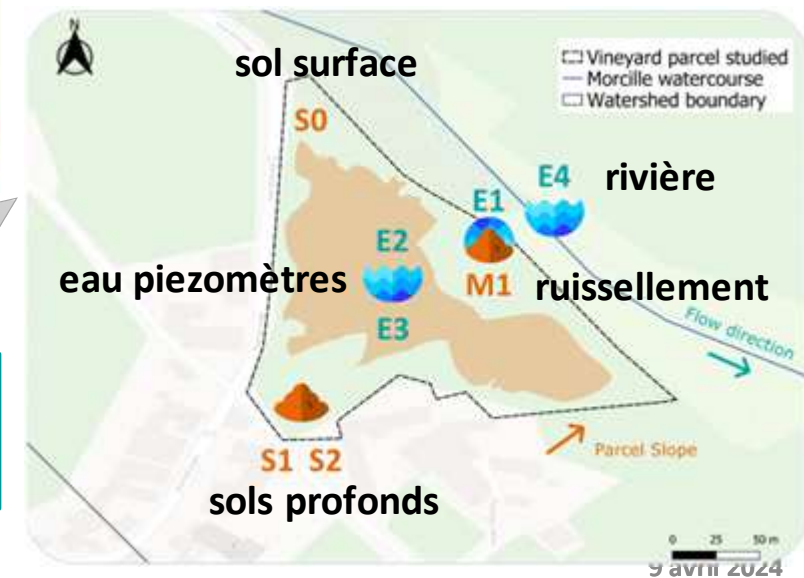 N
sol surface
Vineyard parcel studied
Morcille watercourse
Watershed boundary
S0
E4 rivière
E1
E2
eau piezomètres
M1 ruissellement
E3
Flow direction
S1 S2
Parcel Slope
sols profonds
0 25 50 m
9 avril 2024